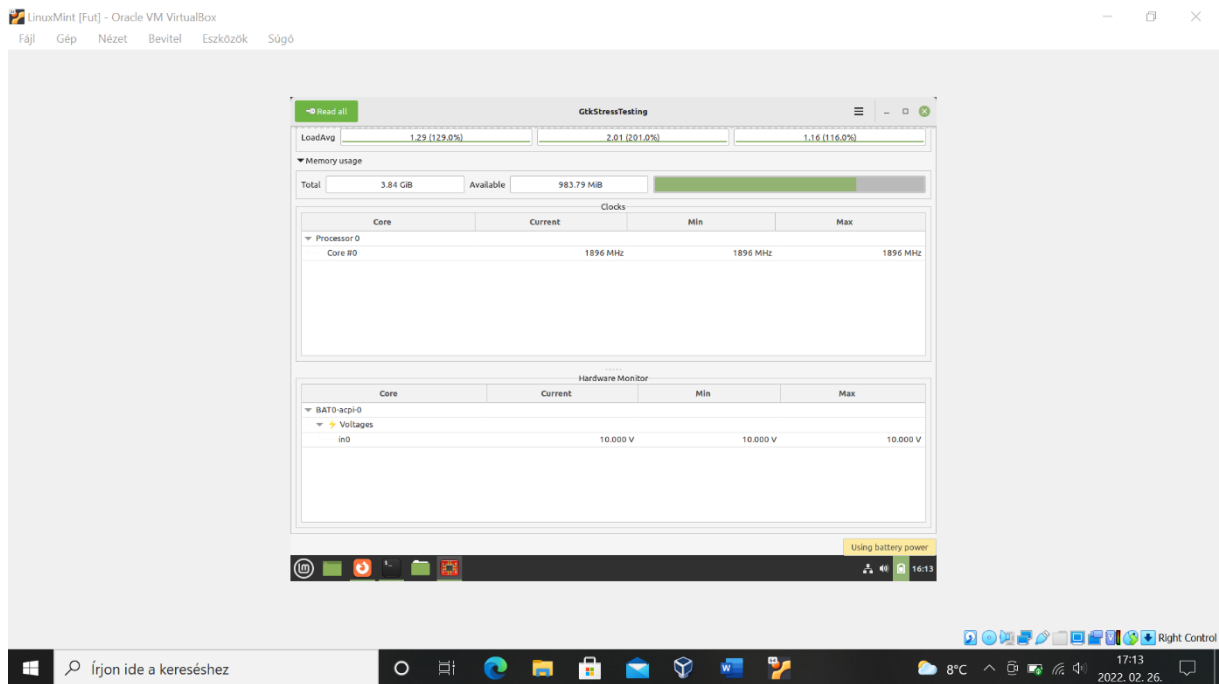 LinuxMint [Fut] - Oracle VM VirtualBox
Fájl Gép Nézet Bevitel Eszközök Súgó
Read all GtkStressTesting
LoadAvg 1.29 (129.0%) 2.01 (201.0%) 1.16 (116.0%)
Memory usage
Total 3.84 GiB Available 983.79 MiB
Clocks
Core Current Min Max
Processor 0
Core #0 1896 MHz 1896 MHz 1896 MHz
Hardware Monitor
Core Current Min Max
BAT0-acpi-0
Voltages
in0 10.000 V 10.000 V 10.000 V
Using battery power
16:13
Right Control
Írjon ide a kereséshez 8°C 17:13
2022. 02. 26.